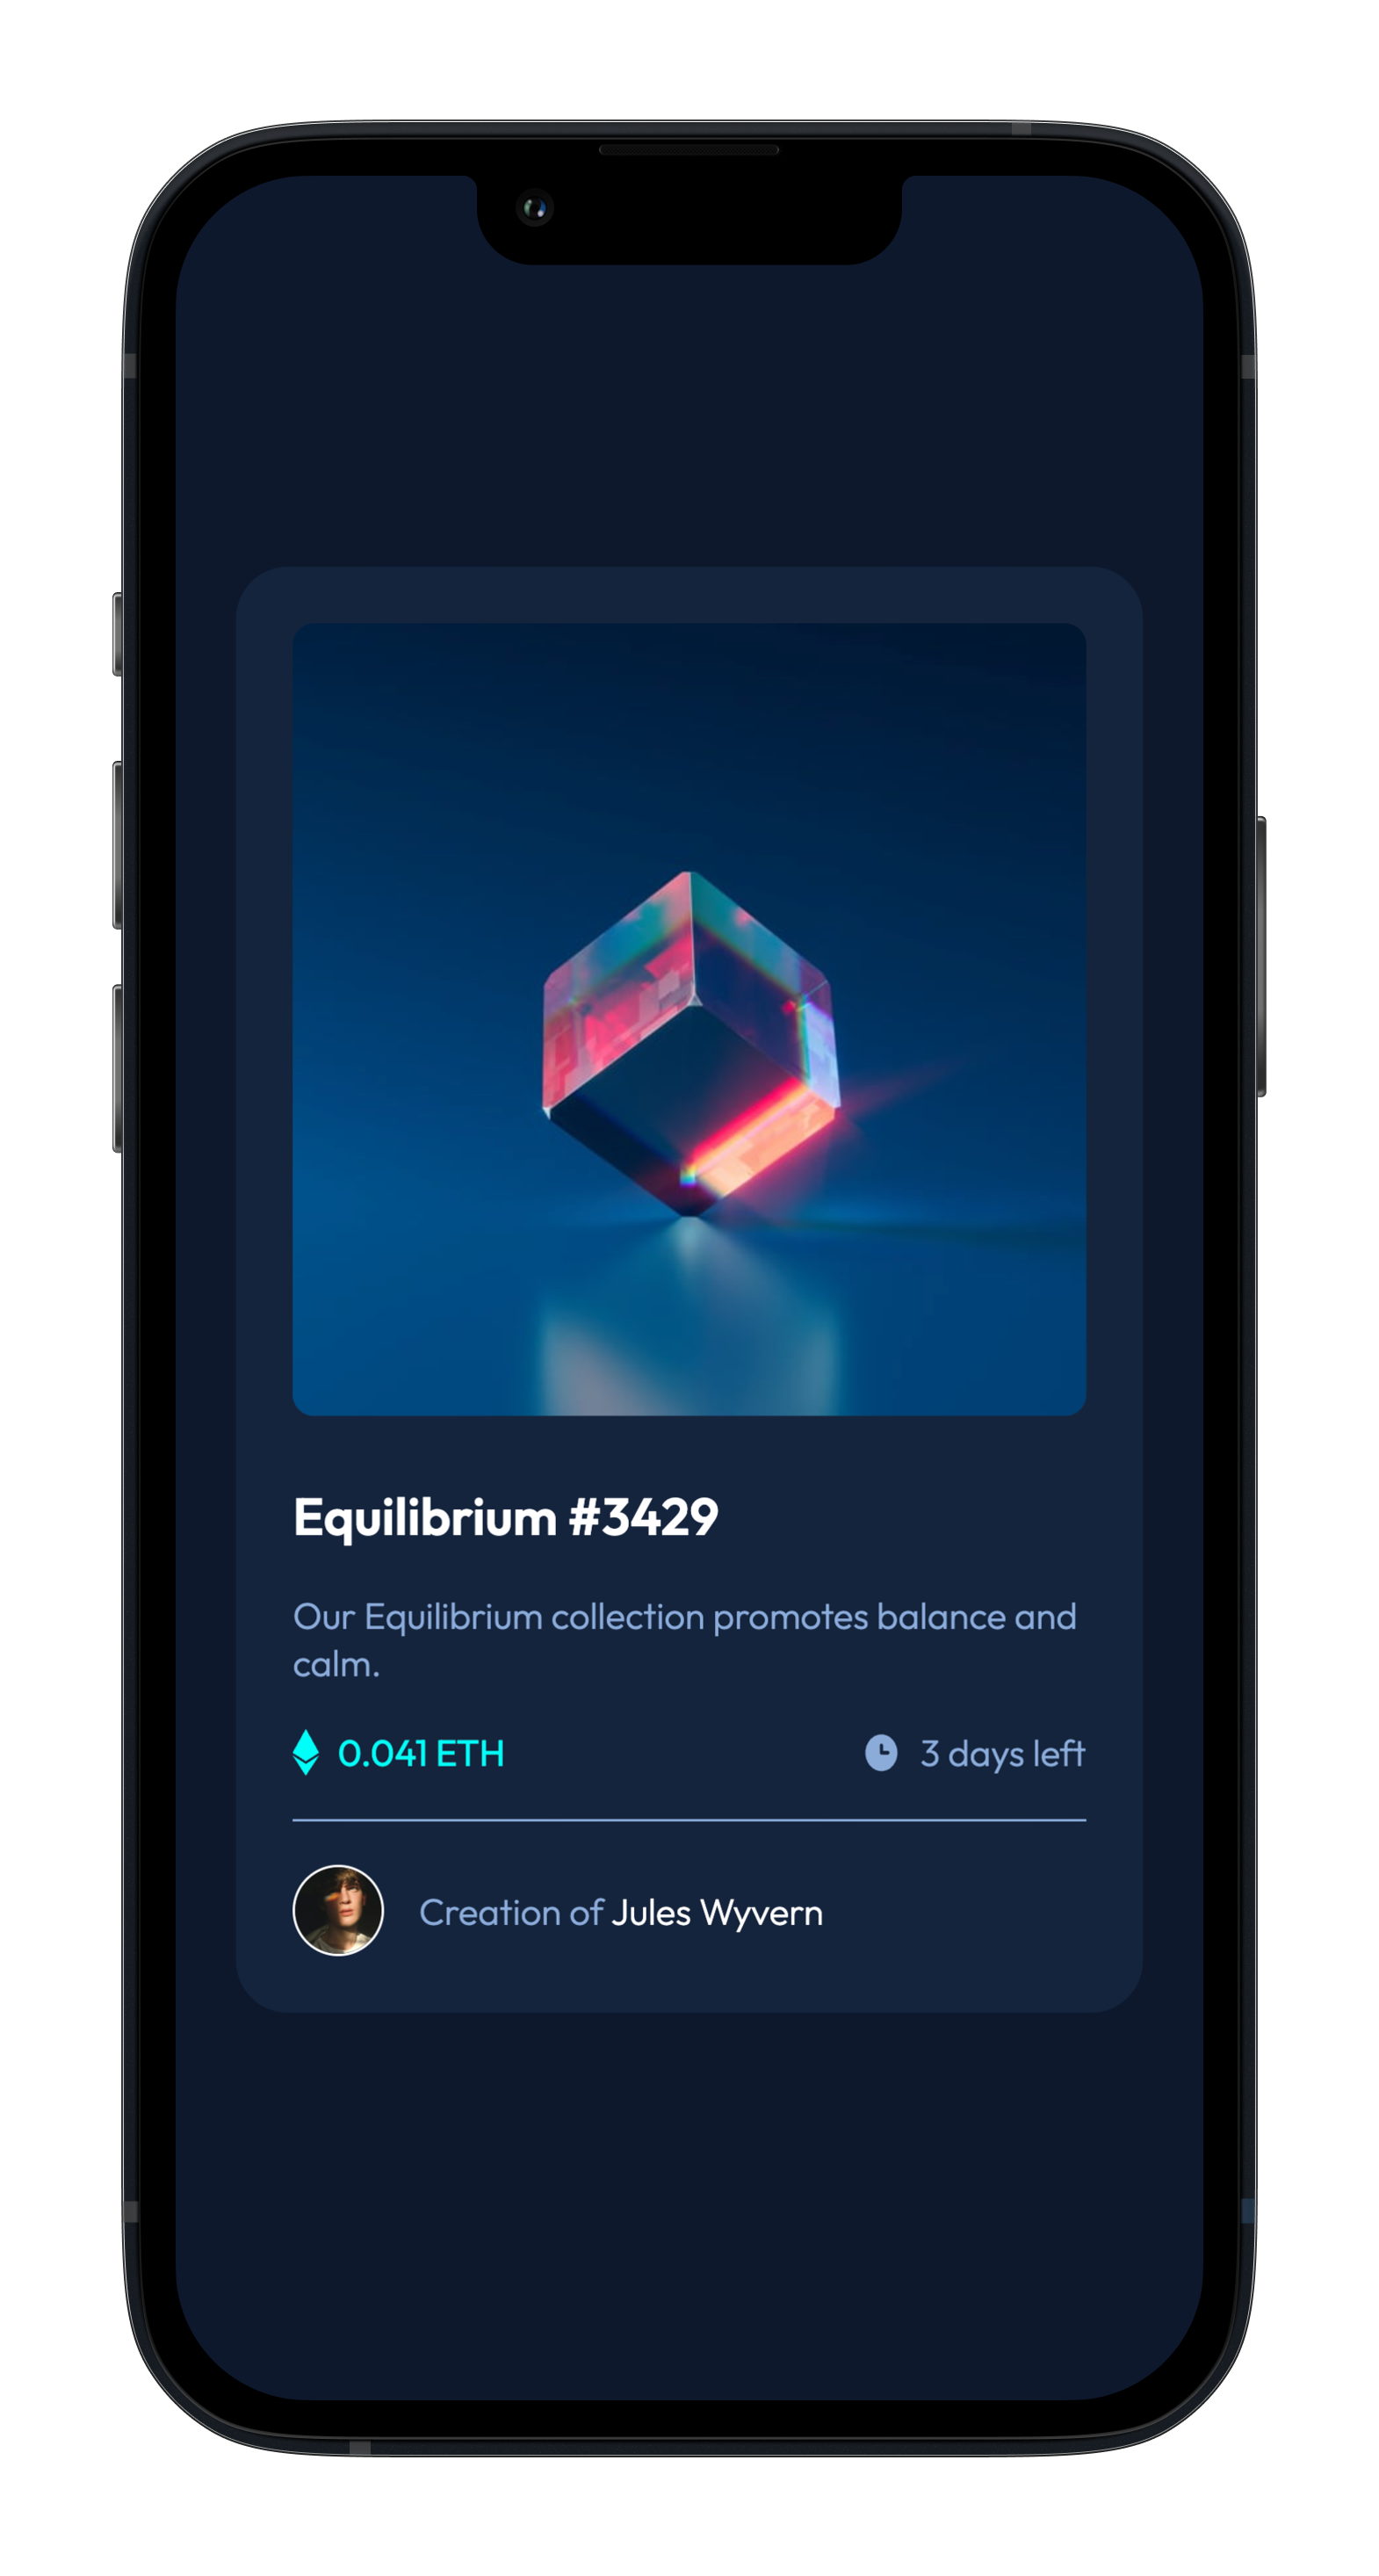 Equilibrium #3429
Our Equilibrium collection promotes balance and
calm.
0.041 ETH
3 days left
Creation of Jules Wyvern